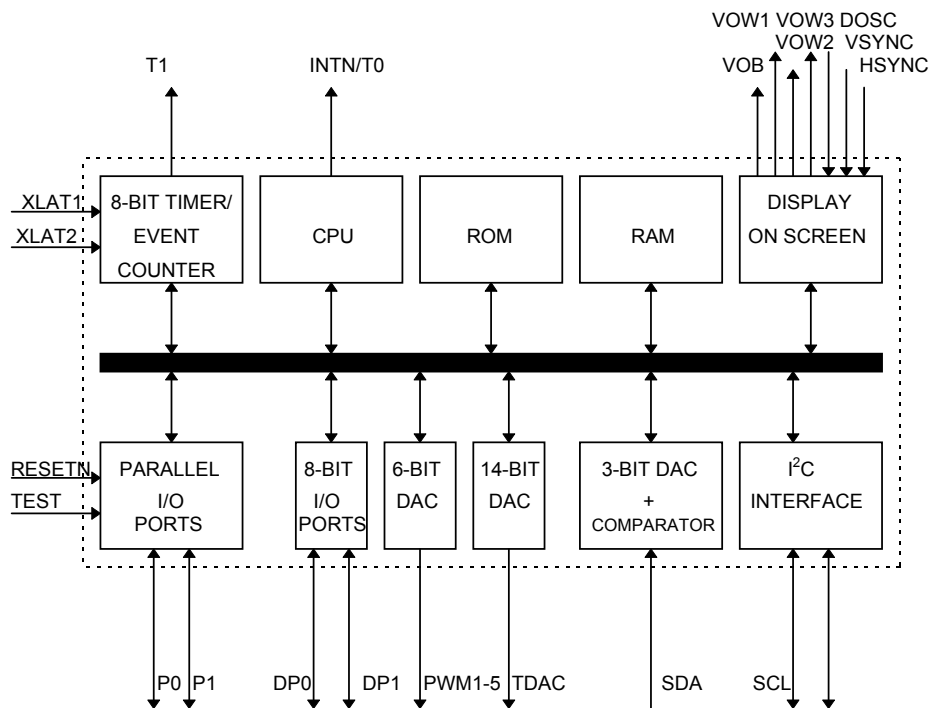 VOW1 VOW3 DOSC
VOW2 VSYNC
T1 INTN/T0 VOB HSYNC
XLAT1
XLAT2
8-BIT TIMER/
EVENT
COUNTER
CPU
ROM
RAM
DISPLAY
ON SCREEN
RESETN
TEST
PARALLEL
I/O
PORTS
8-BIT
I/O
PORTS
6-BIT
DAC
14-BIT
DAC
3-BIT DAC
+
COMPARATOR
I²C
INTERFACE
P0 P1 DP0 DP1 PWM1-5 TDAC SDA SCL